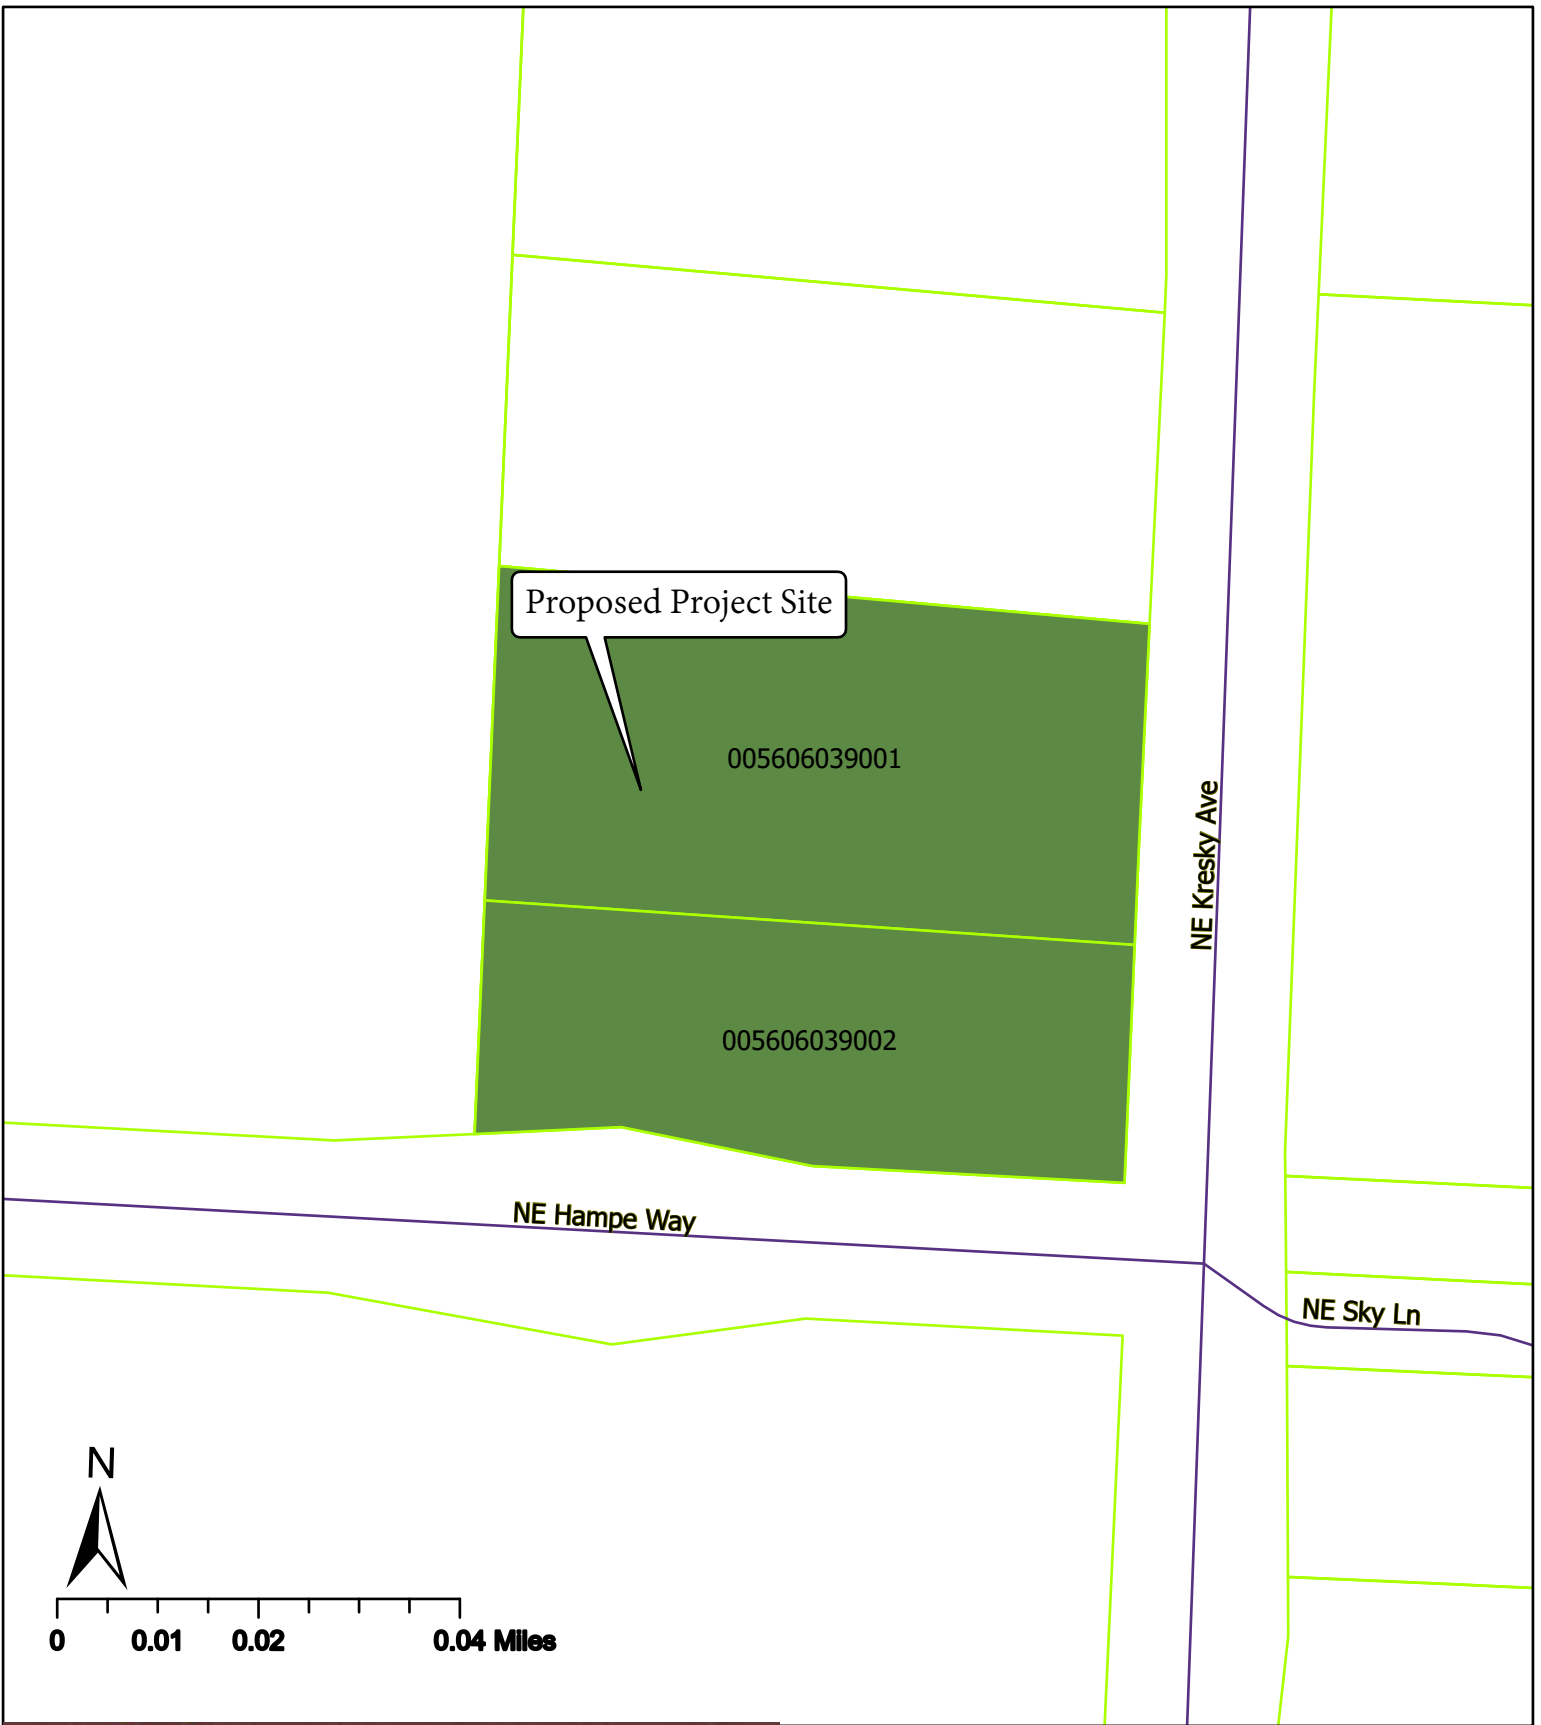 Proposed Project Site
005606039001
NE Kresky Ave
005606039002
NE Hampe Way
NE Sky Ln
N
0 0.01 0.02 0.04 Miles